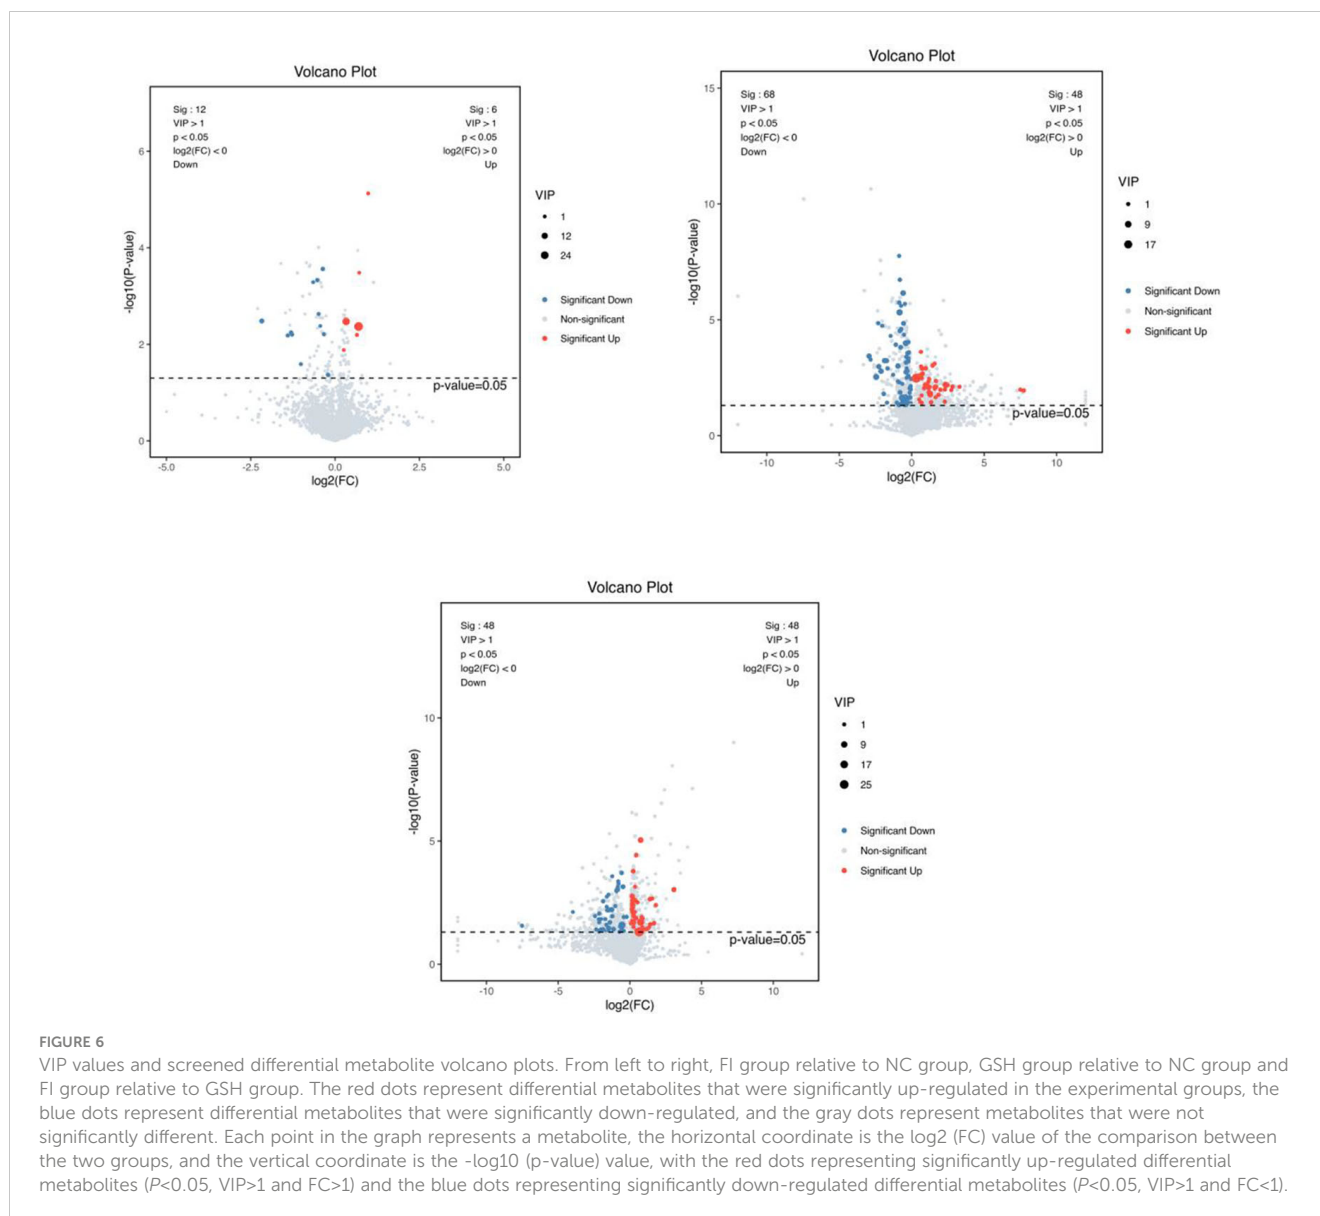 Volcano Plot
Sig : 12
VIP > 1
p < 0.05
log2(FC) < 0
Down
Sig : 6
VIP > 1
p < 0.05
log2(FC) > 0
Up
6
4
2
0
-log10(P-value)
p-value=0.05
-5.0
-2.5
0.0
2.5
5.0
log2(FC)
VIP
1
12
24
Significant Down
Non-significant
Significant Up
Volcano Plot
Sig : 68
VIP > 1
p < 0.05
log2(FC) < 0
Down
Sig : 48
VIP > 1
p < 0.05
log2(FC) > 0
Up
15
10
5
0
-log10(P-value)
p-value=0.05
-10
-5
0
5
10
log2(FC)
VIP
1
9
17
Significant Down
Non-significant
Significant Up
Volcano Plot
Sig : 48
VIP > 1
p < 0.05
log2(FC) < 0
Down
Sig : 48
VIP > 1
p < 0.05
log2(FC) > 0
Up
10
5
0
-log10(P-value)
p-value=0.05
-10
-5
0
5
10
log2(FC)
VIP
1
9
17
25
Significant Down
Non-significant
Significant Up
FIGURE 6
VIP values and screened differential metabolite volcano plots. From left to right, FI group relative to NC group, GSH group relative to NC group and
FI group relative to GSH group. The red dots represent differential metabolites that were significantly up-regulated in the experimental groups, the
blue dots represent differential metabolites that were significantly down-regulated, and the gray dots represent metabolites that were not
significantly different. Each point in the graph represents a metabolite, the horizontal coordinate is the log2 (FC) value of the comparison between
the two groups, and the vertical coordinate is the -log10 (p-value) value, with the red dots representing significantly up-regulated differential
metabolites (P<0.05, VIP>1 and FC>1) and the blue dots representing significantly down-regulated differential metabolites (P<0.05, VIP>1 and FC<1).